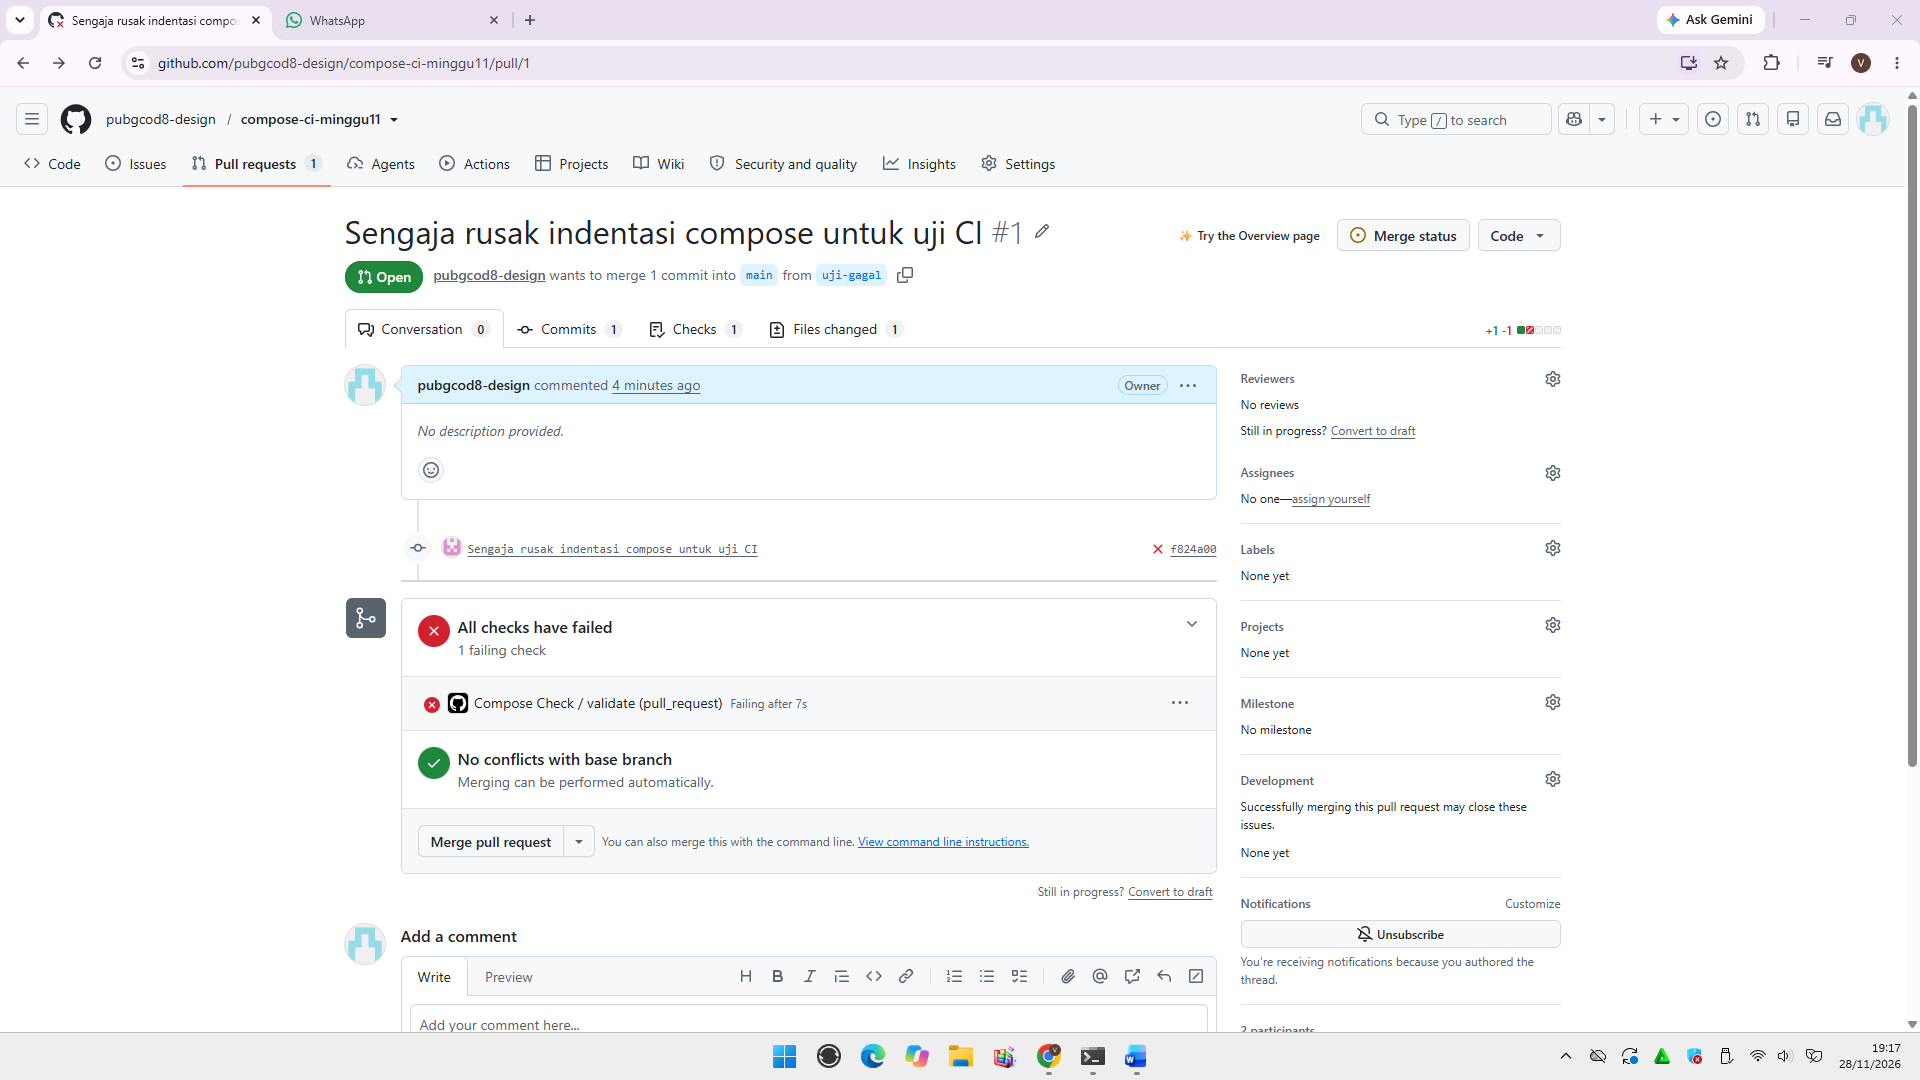 Sengaja rusak indentasi compo
WhatsApp
Ask Gemini
github.com/pubgcod8-design/compose-ci-minggu11/pull/1
V
pubgcod8-design / compose-ci-minggu11
Type / to search
Code
Issues
Pull requests 1
Agents
Actions
Projects
Wiki
Security and quality
Insights
Settings
Sengaja rusak indentasi compose untuk uji CI #1
Try the Overview page
Merge status
Code
Open
pubgcod8-design wants to merge 1 commit into main from uji-gagal
Conversation 0
Commits 1
Checks 1
Files changed 1
+1 -1
pubgcod8-design commented 4 minutes ago
Owner
No description provided.
Sengaja rusak indentasi compose untuk uji CI
f824a00
All checks have failed
1 failing check
Compose Check / validate (pull_request) Failing after 7s
No conflicts with base branch
Merging can be performed automatically.
Merge pull request
You can also merge this with the command line. View command line instructions.
Still in progress? Convert to draft
Add a comment
Write
Preview
Add your comment here...
Reviewers
No reviews
Still in progress? Convert to draft
Assignees
No one—assign yourself
Labels
None yet
Projects
None yet
Milestone
No milestone
Development
Successfully merging this pull request may close these
issues.
None yet
Notifications
Customize
Unsubscribe
You're receiving notifications because you authored the
thread.
2 participants
19:17
28/11/2026